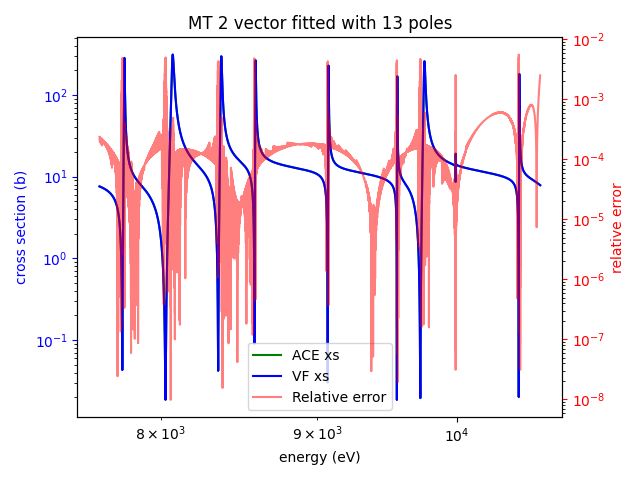 MT 2 vector fitted with 13 poles
cross section (b)
10²
10¹
10⁰
10⁻¹
10⁻²
10⁻³
10⁻⁴
10⁻⁵
10⁻⁶
10⁻⁷
10⁻⁸
relative error
ACE xs
VF xs
Relative error
8 × 10³
9 × 10³
10⁴
energy (eV)